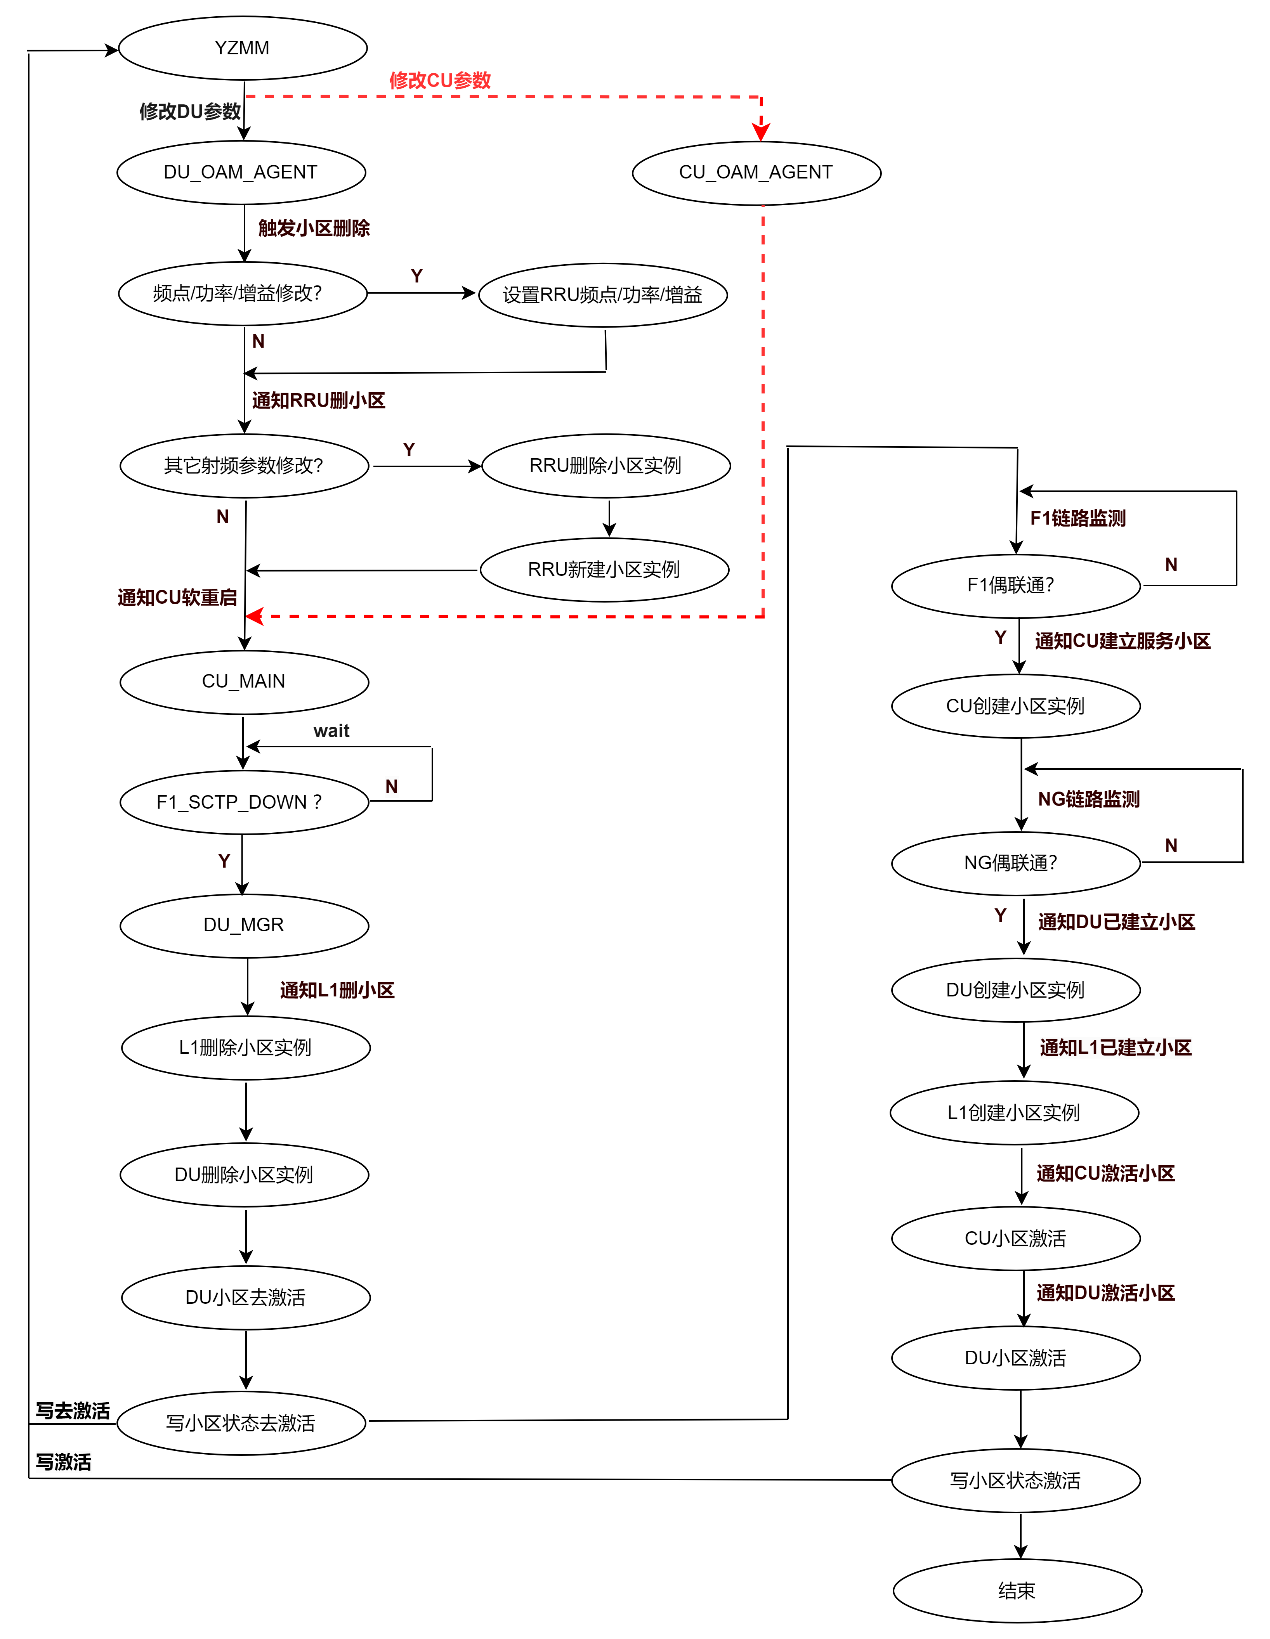 YZMM
修改CU参数
修改DU参数
DU_OAM_AGENT
CU_OAM_AGENT
触发小区删除
频点/功率/增益修改?
Y
设置RRU频点/功率/增益
N
通知RRU删小区
其它射频参数修改?
Y
RRU删除小区实例
N
RRU新建小区实例
通知CU软重启
CU_MAIN
wait
F1_SCTP_DOWN ?
N
Y
DU_MGR
通知L1删小区
L1删除小区实例
DU删除小区实例
DU小区去激活
写去激活
写小区状态去激活
写激活
F1链路监测
F1偶联通?
N
Y
通知CU建立服务小区
CU创建小区实例
NG链路监测
NG偶联通?
N
Y
通知DU已建立小区
DU创建小区实例
通知L1已建立小区
L1创建小区实例
通知CU激活小区
CU小区激活
通知DU激活小区
DU小区激活
写小区状态激活
结束